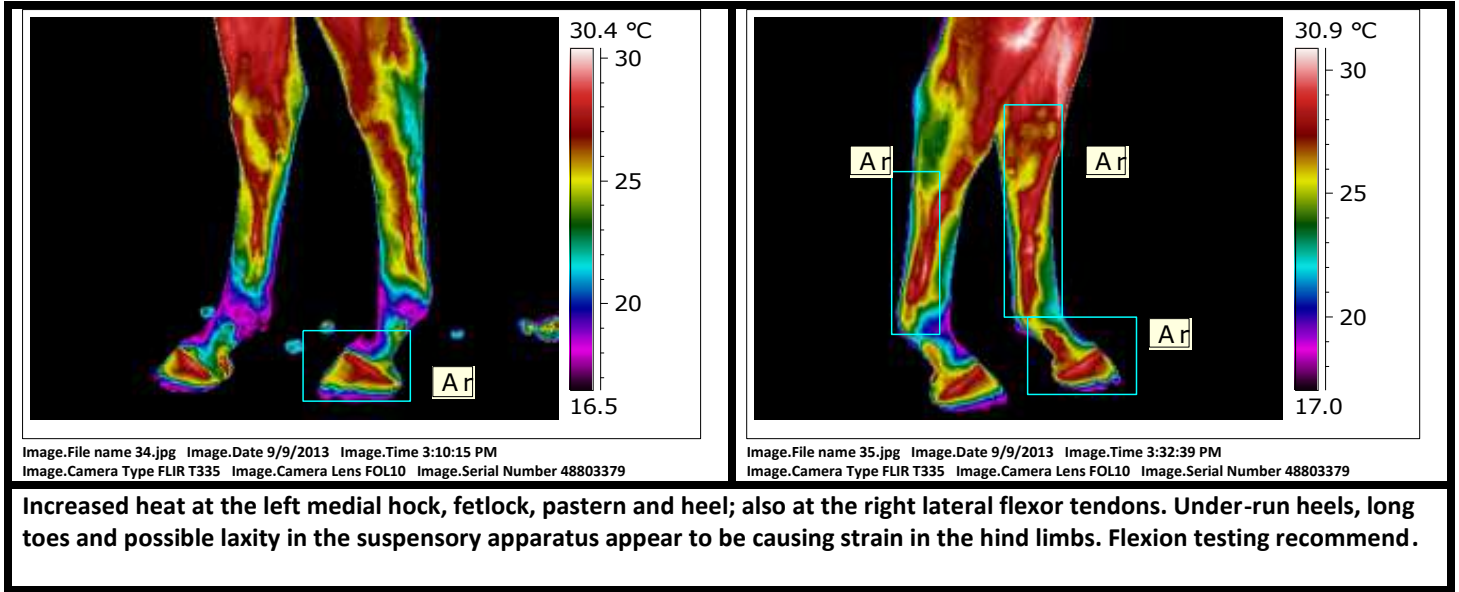 30.4 °C
30
25
20
16.5
Ar
30.9 °C
30
25
20
17.0
Ar
Ar
Ar
Image.File name 34.jpg Image.Date 9/9/2013 Image.Time 3:10:15 PM
Image.Camera Type FLIR T335 Image.Camera Lens FOL10 Image.Serial Number 48803379
Image.File name 35.jpg Image.Date 9/9/2013 Image.Time 3:32:39 PM
Image.Camera Type FLIR T335 Image.Camera Lens FOL10 Image.Serial Number 48803379
Increased heat at the left medial hock, fetlock, pastern and heel; also at the right lateral flexor tendons. Under-run heels, long
toes and possible laxity in the suspensory apparatus appear to be causing strain in the hind limbs. Flexion testing recommend.